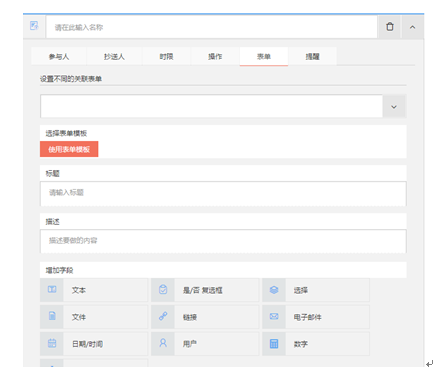 请在此输入名称
参与人 抄送人 时限 操作 表单 提醒
设置不同的关联表单
选择表单模板
使用表单模板
标题
请输入标题
描述
描述要做的内容
增加字段
文本 是/否 复选框 选择
文件 链接 电子邮件
日期/时间 用户 数字